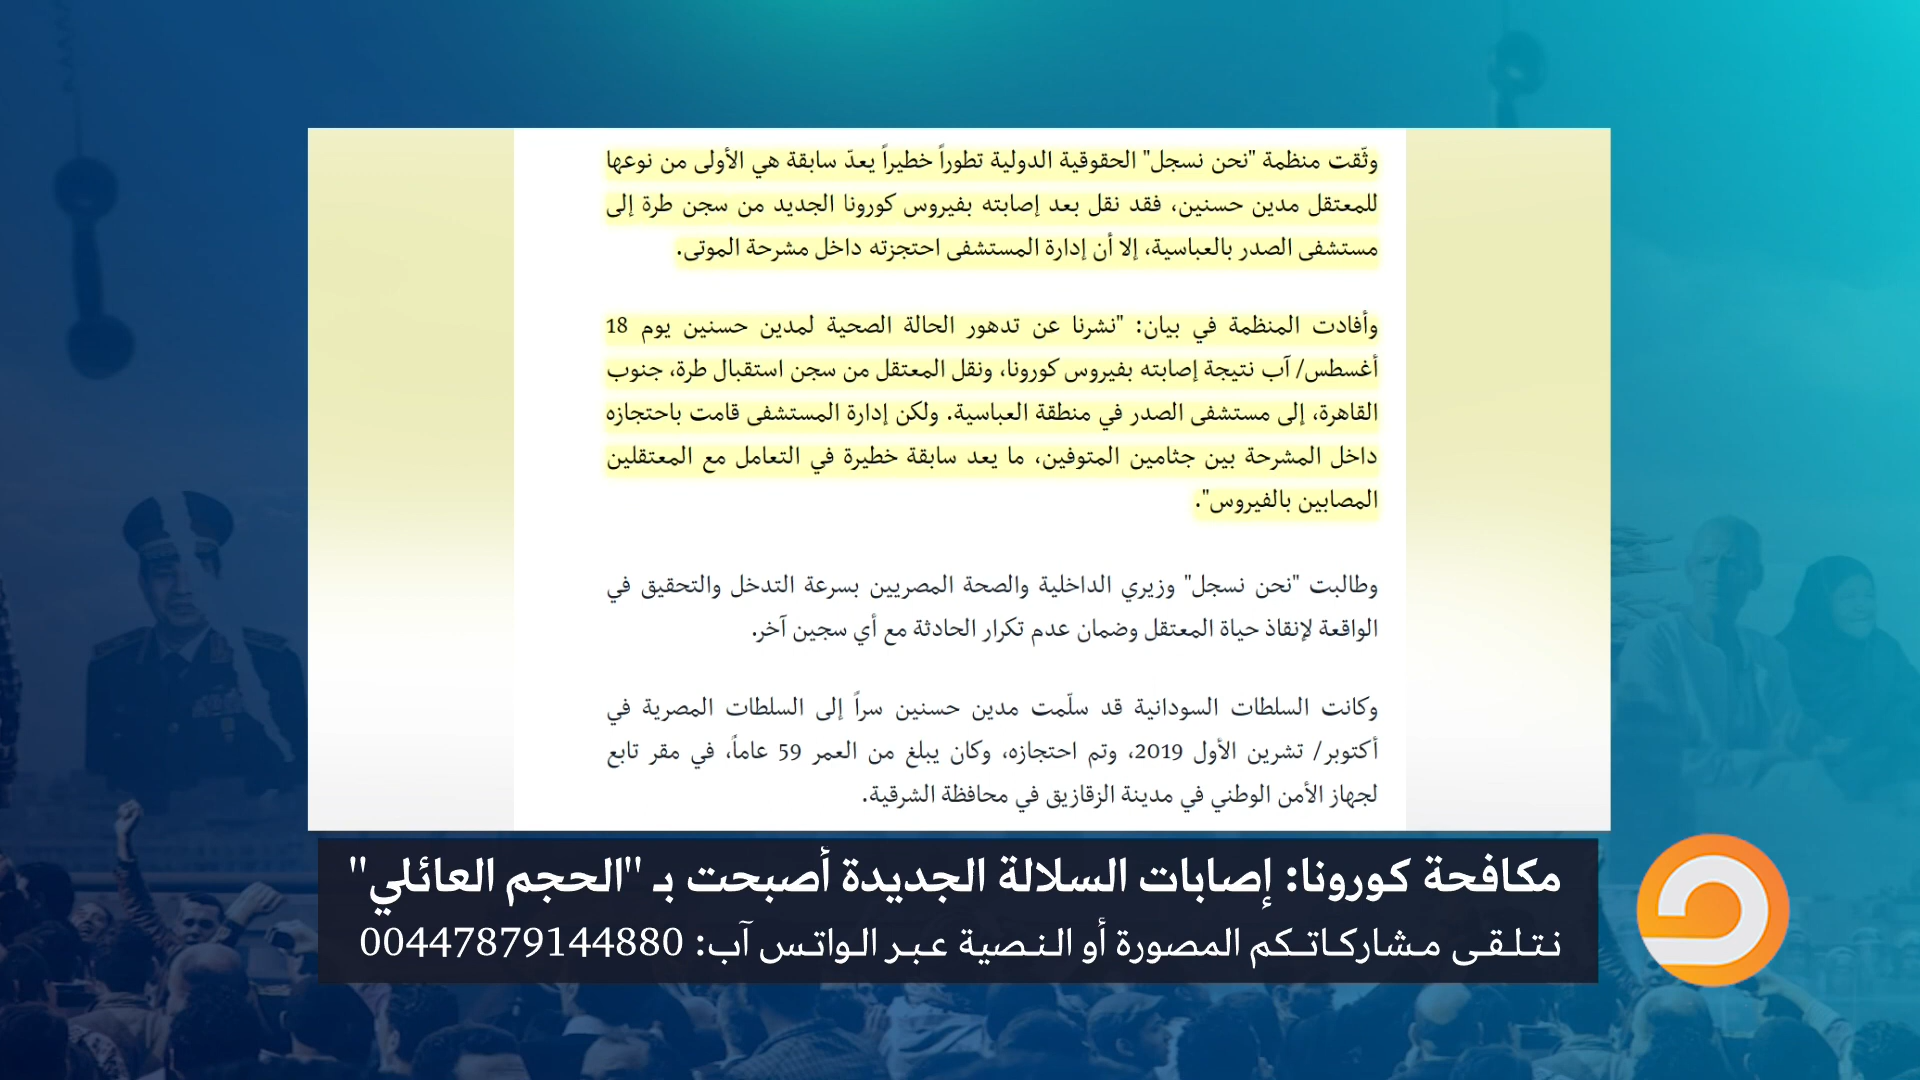 وثّقت منظمة "نحن نسجل" الحقوقية الدولية تطوراً خطيراً يعدّ سابقة هي الأولى من نوعها
للمعتقل مدين حسنين، فقد نقل بعد إصابته بفيروس كورونا الجديد من سجن طرة إلى
مستشفى الصدر بالعباسية، إلا أن إدارة المستشفى احتجزته داخل مشرحة الموتى.
وأفادت المنظمة في بيان: "نشرنا عن تدهور الحالة الصحية لمدين حسنين يوم 18
أغسطس/ آب نتيجة إصابته بفيروس كورونا، ونقل المعتقل من سجن استقبال طرة، جنوب
القاهرة، إلى مستشفى الصدر في منطقة العباسية. ولكن إدارة المستشفى قامت باحتجازه
داخل المشرحة بين جثامين المتوفين، ما يعد سابقة خطيرة في التعامل مع المعتقلين
المصابين بالفيروس".
وطالبت "نحن نسجل" وزيري الداخلية والصحة المصريين بسرعة التدخل والتحقيق في
الواقعة لإنقاذ حياة المعتقل وضمان عدم تكرار الحادثة مع أي سجين آخر.
وكانت السلطات السودانية قد سلّمت مدين حسنين سراً إلى السلطات المصرية في
أكتوبر/ تشرين الأول 2019، وتم احتجازه، وكان يبلغ من العمر 59 عاماً، في مقر تابع
لجهاز الأمن الوطني في مدينة الزقازيق في محافظة الشرقية.
مكافحة كورونا: إصابات السلالة الجديدة أصبحت بـ "الحجم العائلي"
نتلقى مشاركاتكم المصورة أو النصية عبر الواتس آب: 00447879144880